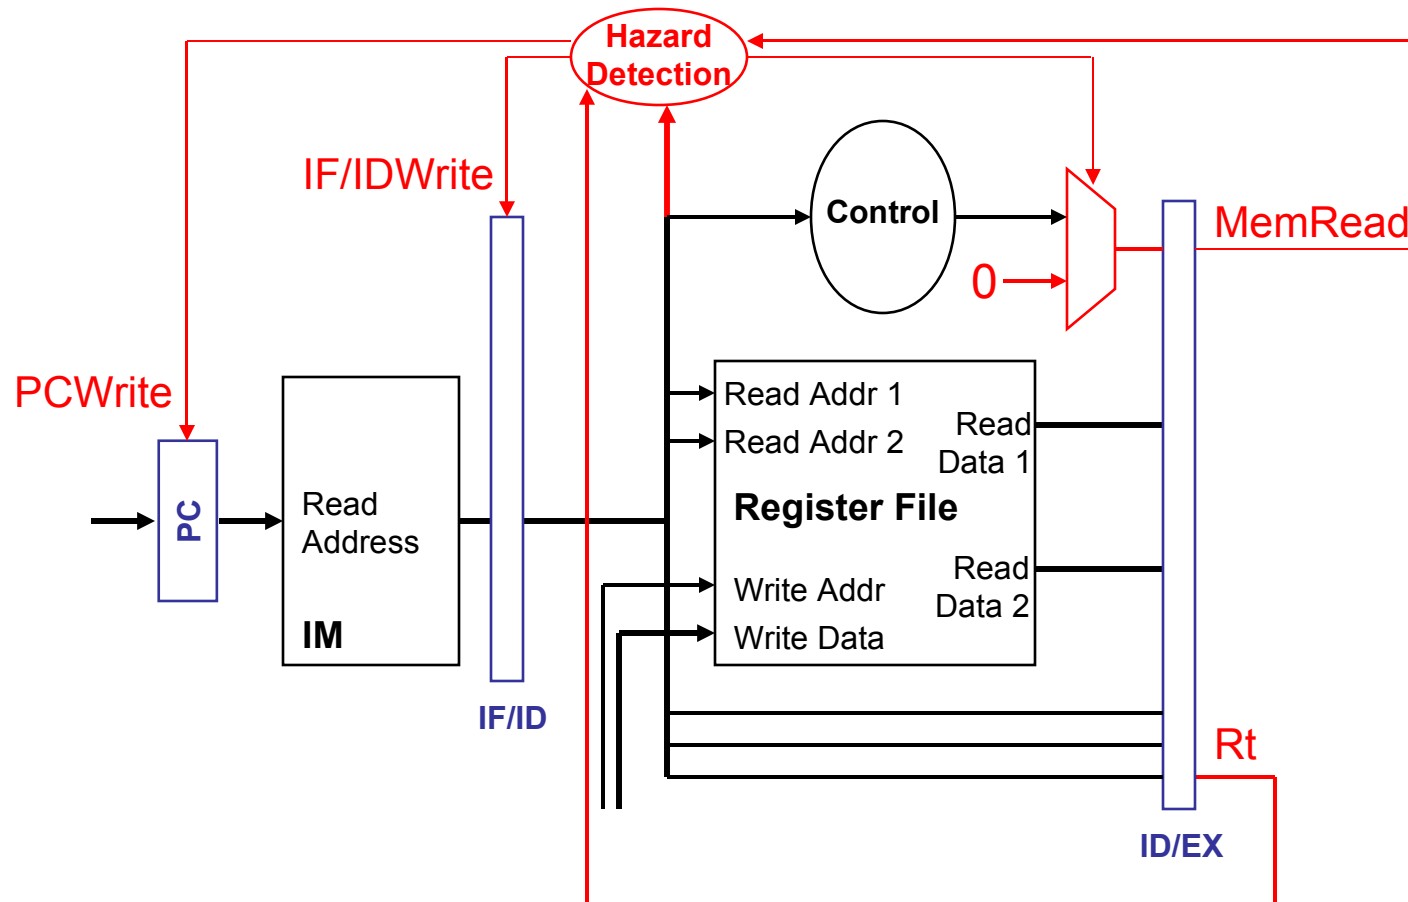 Hazard
Detection
IF/IDWrite
Control
MemRead
0
PCWrite
Read Addr 1
Read Addr 2
Read
Data 1
PC
Read
Address
Register File
Read
Data 2
Write Addr
Write Data
IM
IF/ID
Rt
ID/EX